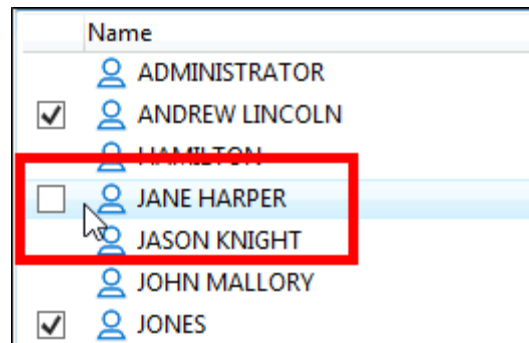 Name
ADMINISTRATOR
ANDREW LINCOLN
HAMILTON
JANE HARPER
JASON KNIGHT
JOHN MALLORY
JONES